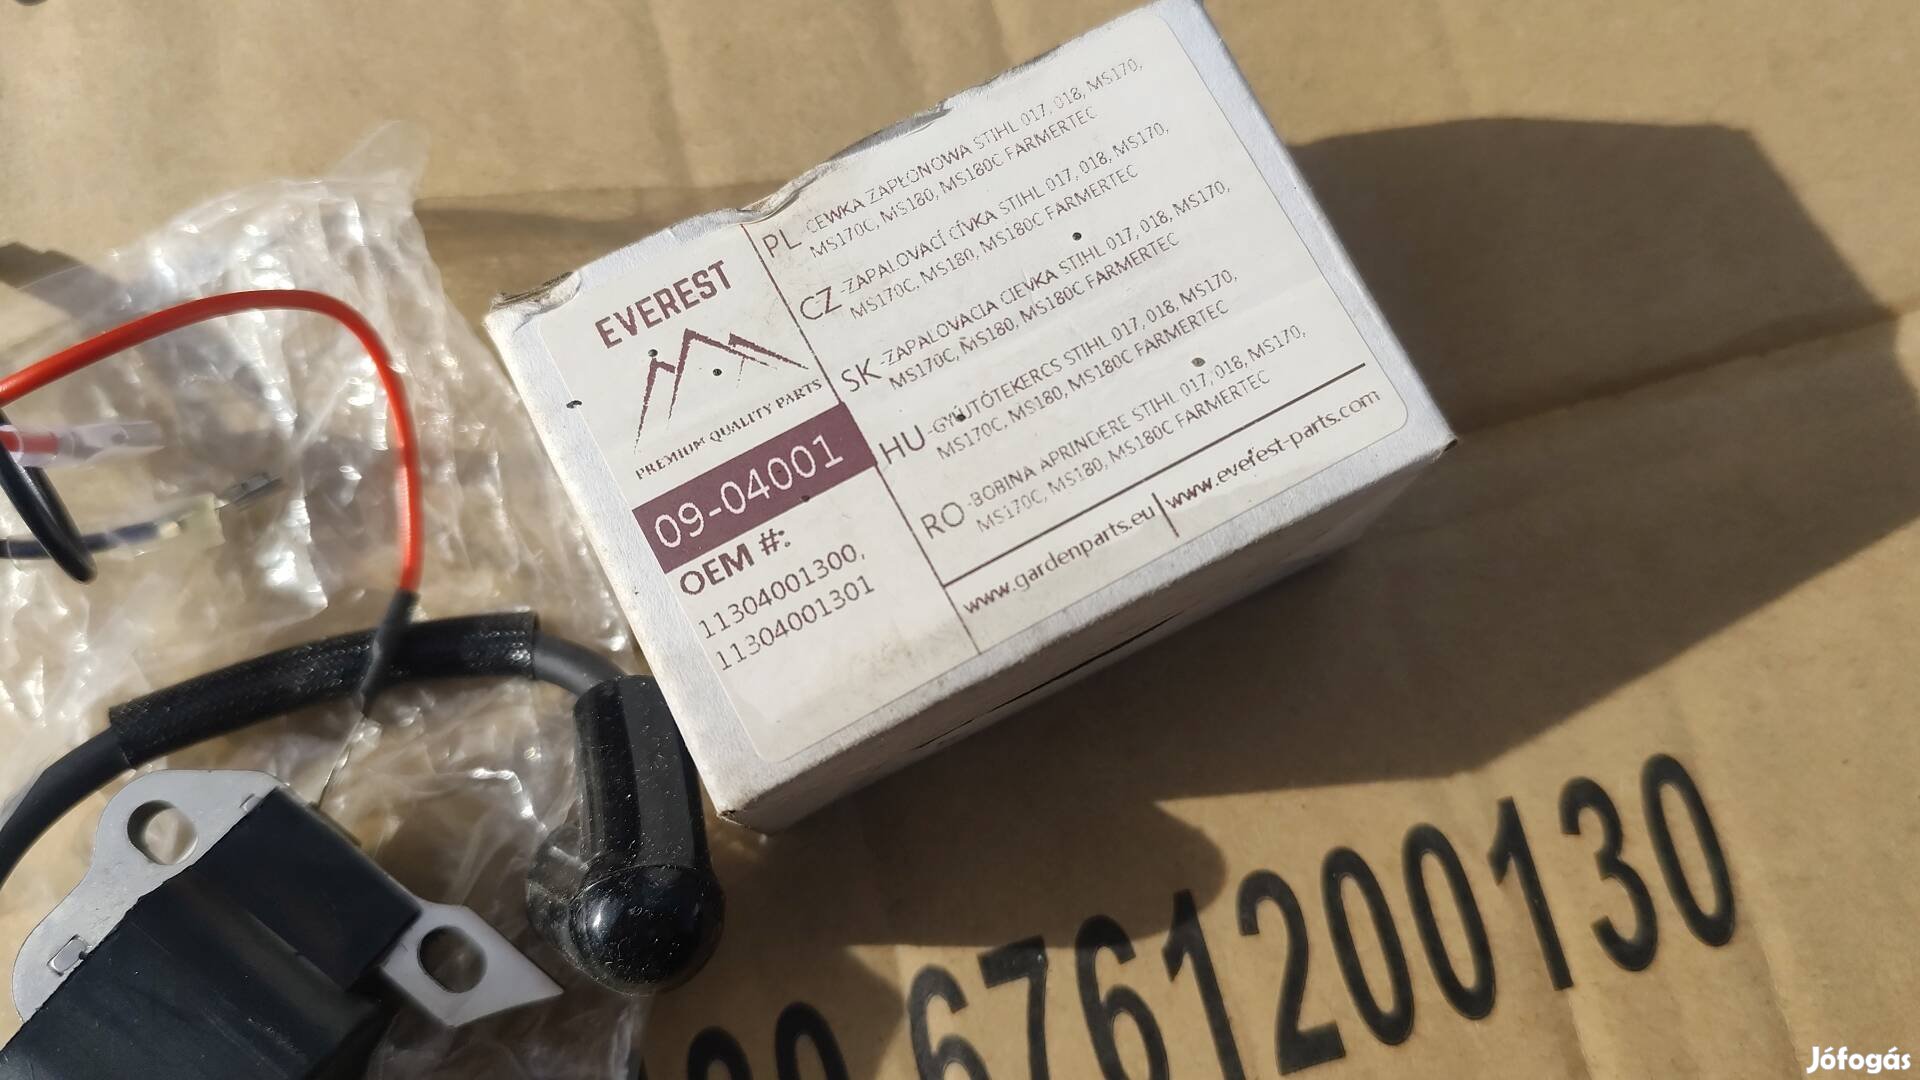 EVEREST
PREMIUM QUALITY PARTS
09-04001
OEM #:
11304001300,
11304001301
PL-CEWKA ZAPŁONOWA STIHL 017, 018, MS170,
MS170C, MS180, MS180C FARMERTEC
CZ-ZAPALOVACÍ CÍVKA STIHL 017, 018, MS170,
MS170C, MS180, MS180C FARMERTEC
SK-ZAPALOVACIA CIEVKA STIHL 017, 018, MS170,
MS170C, MS180, MS180C FARMERTEC
HU-GYÚJTÓTEKERCS STIHL 017, 018, MS170,
MS170C, MS180, MS180C FARMERTEC
RO-BOBINA APRINDERE STIHL 017, 018, MS170,
MS170C, MS180, MS180C FARMERTEC
www.gardenparts.eu | www.everest-parts.com
6761200130
Jófogás